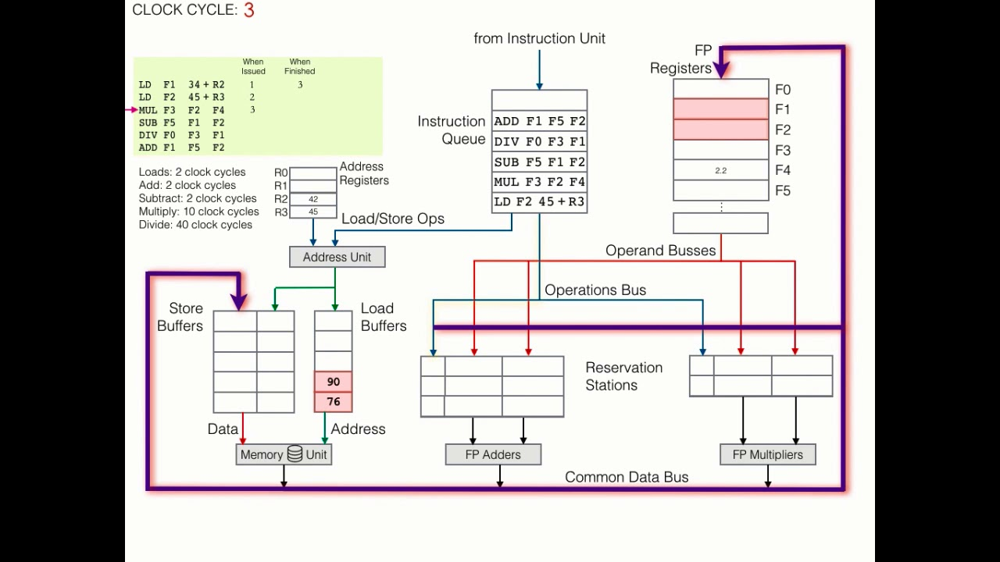 CLOCK CYCLE: 3
from Instruction Unit
When Issued When Finished
LD F1 34 + R2 1 3
LD F2 45 + R3 2
MUL F3 F2 F4 3
SUB F5 F1 F2
DIV F0 F3 F1
ADD F1 F5 F2
Loads: 2 clock cycles
Add: 2 clock cycles
Subtract: 2 clock cycles
Multiply: 10 clock cycles
Divide: 40 clock cycles
R0
R1
R2 42
R3 45
Address
Registers
Instruction
Queue
ADD F1 F5 F2
DIV F0 F3 F1
SUB F5 F1 F2
MUL F3 F2 F4
LD F2 45 + R3
FP
Registers
F0
F1
F2
F3
2.2 F4
F5
⋮
Load/Store Ops
Address Unit
Operand Busses
Operations Bus
Store
Buffers
Load
Buffers
90
76
Reservation
Stations
Data
Address
Memory Unit
FP Adders
FP Multipliers
Common Data Bus